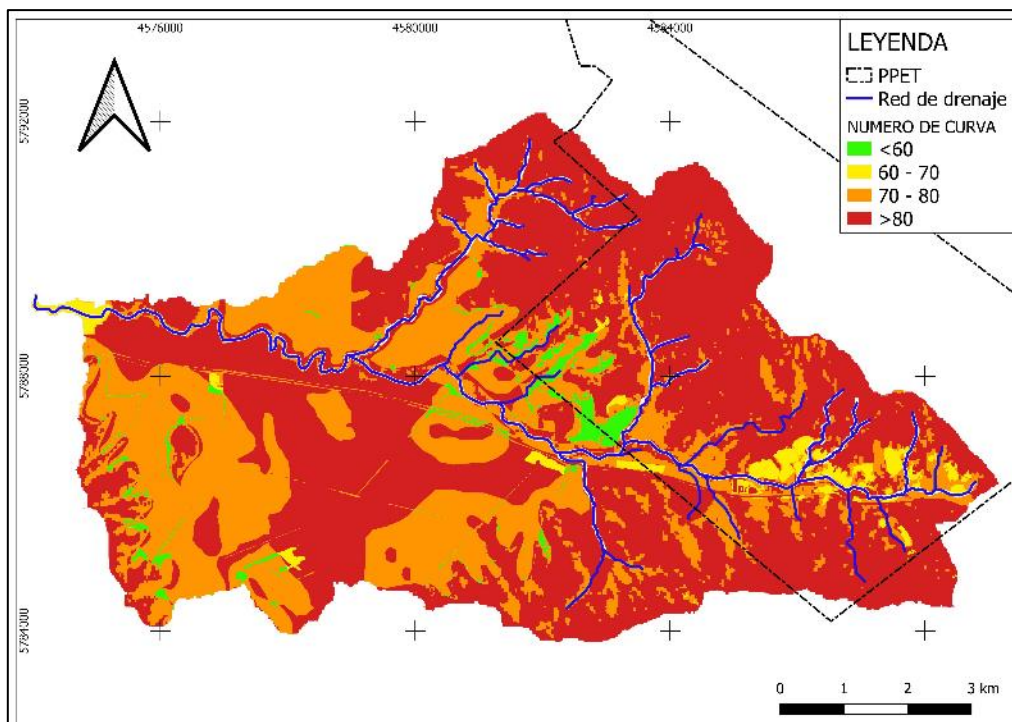 4576000
4580000
4584000
LEYENDA
PPET
Red de drenaje
NUMERO DE CURVA
<60
60 - 70
70 - 80
>80
5792000
5788000
5784000
0 1 2 3 km